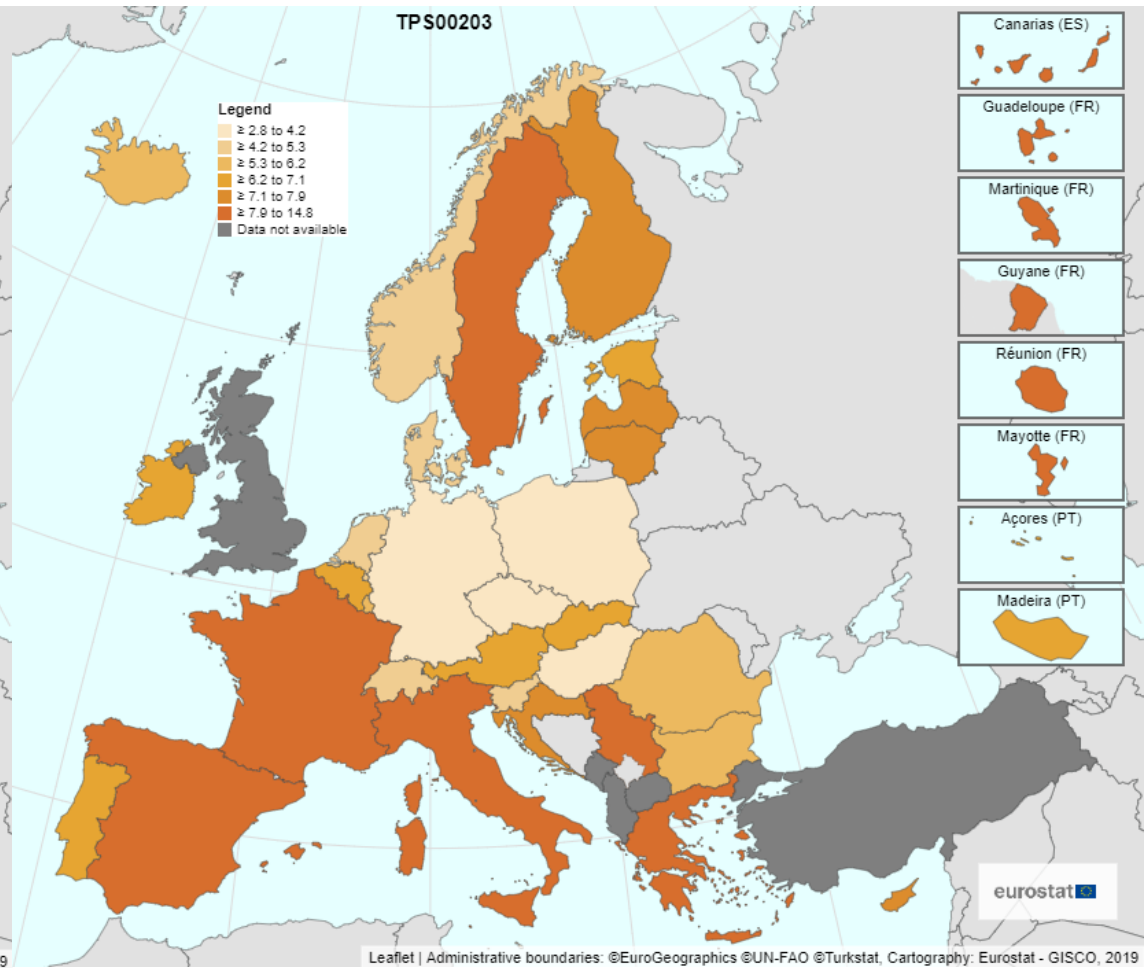 TPS00203
Legend
≥ 2.8 to 4.2
≥ 4.2 to 5.3
≥ 5.3 to 6.2
≥ 6.2 to 7.1
≥ 7.1 to 7.9
≥ 7.9 to 14.8
Data not available
Canarias (ES)
Guadeloupe (FR)
Martinique (FR)
Guyane (FR)
Réunion (FR)
Mayotte (FR)
Açores (PT)
Madeira (PT)
eurostat
9
Leaflet | Administrative boundaries: ©EuroGeographics ©UN-FAO ©Turkstat, Cartography: Eurostat - GISCO, 2019